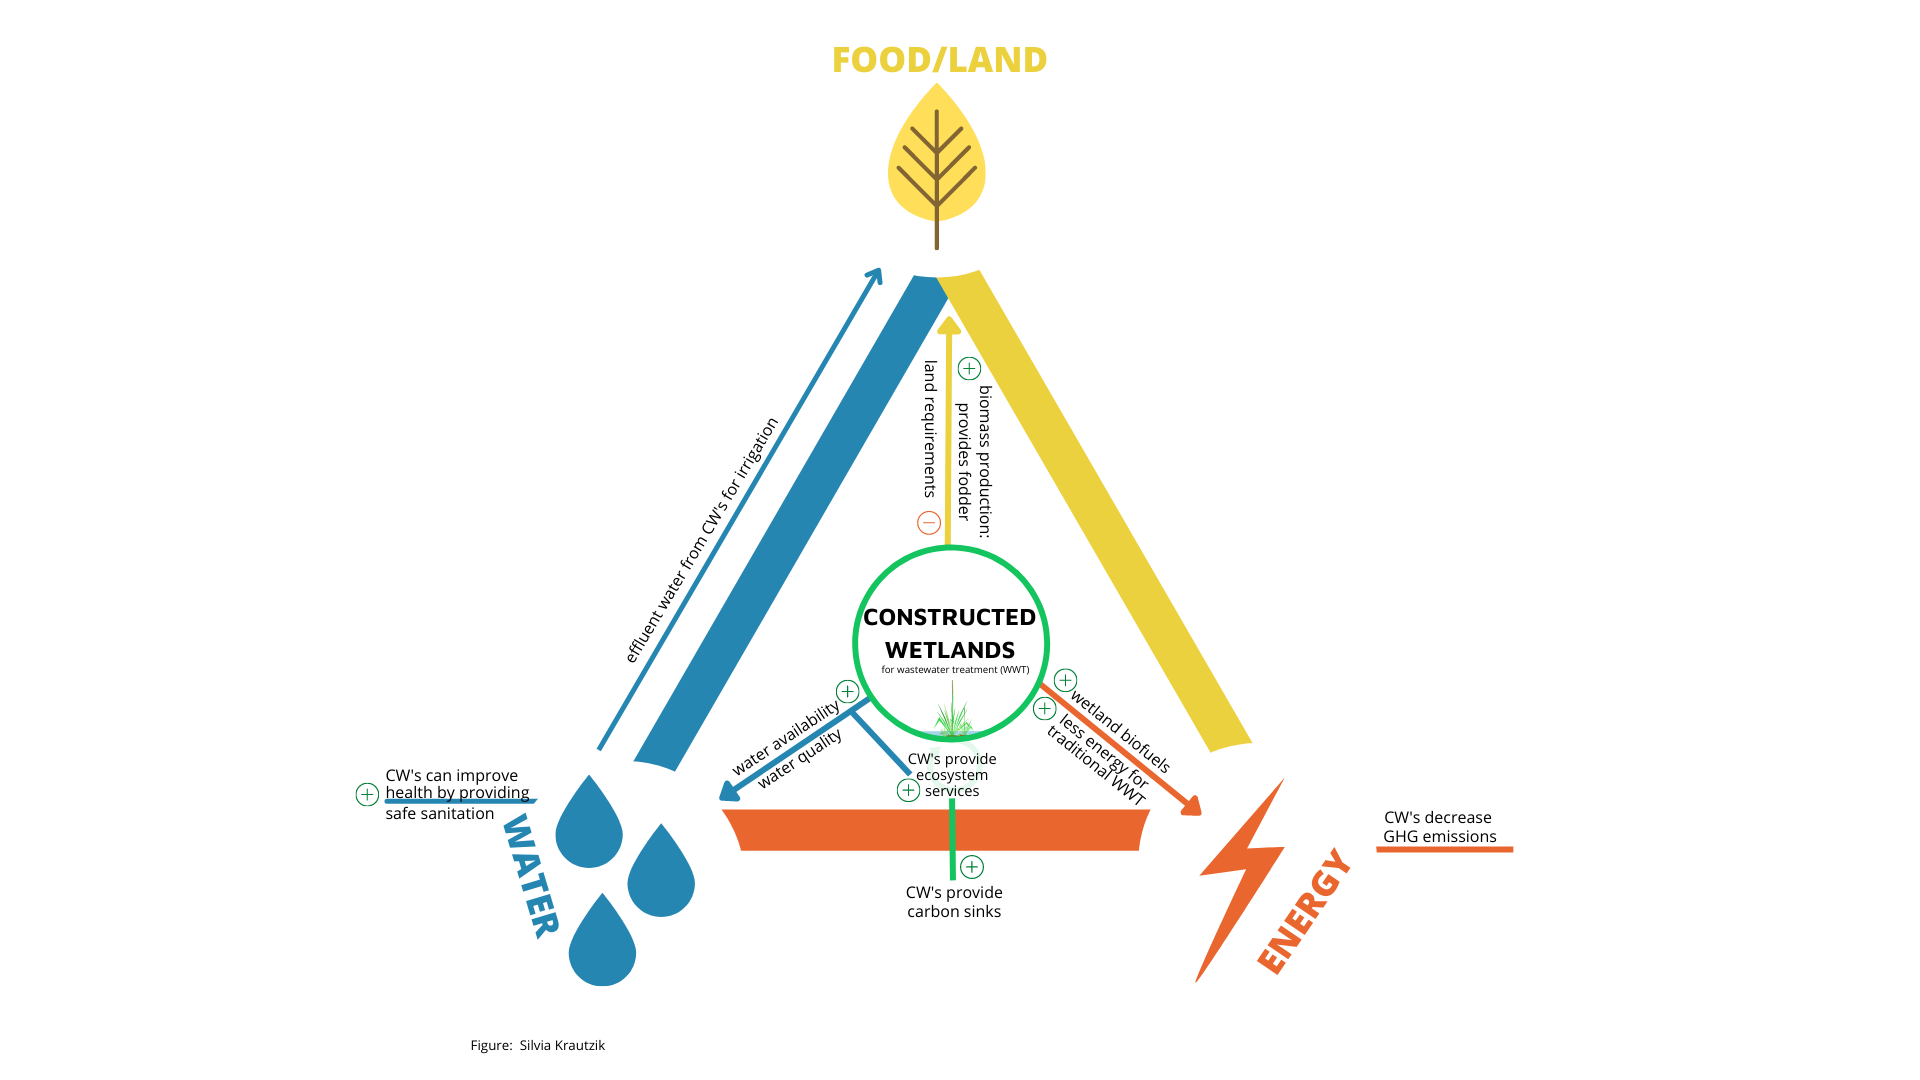 FOOD/LAND
effluent water from CW's for irrigation
land requirements
biomass production:
provides fodder
CONSTRUCTED
WETLANDS
for wastewater treatment (WWT)
water availability
water quality
wetland biofuels
less energy for
traditional WWT
CW's provide
ecosystem
services
CW's can improve
health by providing
safe sanitation
WATER
CW's decrease
GHG emissions
ENERGY
CW's provide
carbon sinks
Figure: Silvia Krautzik